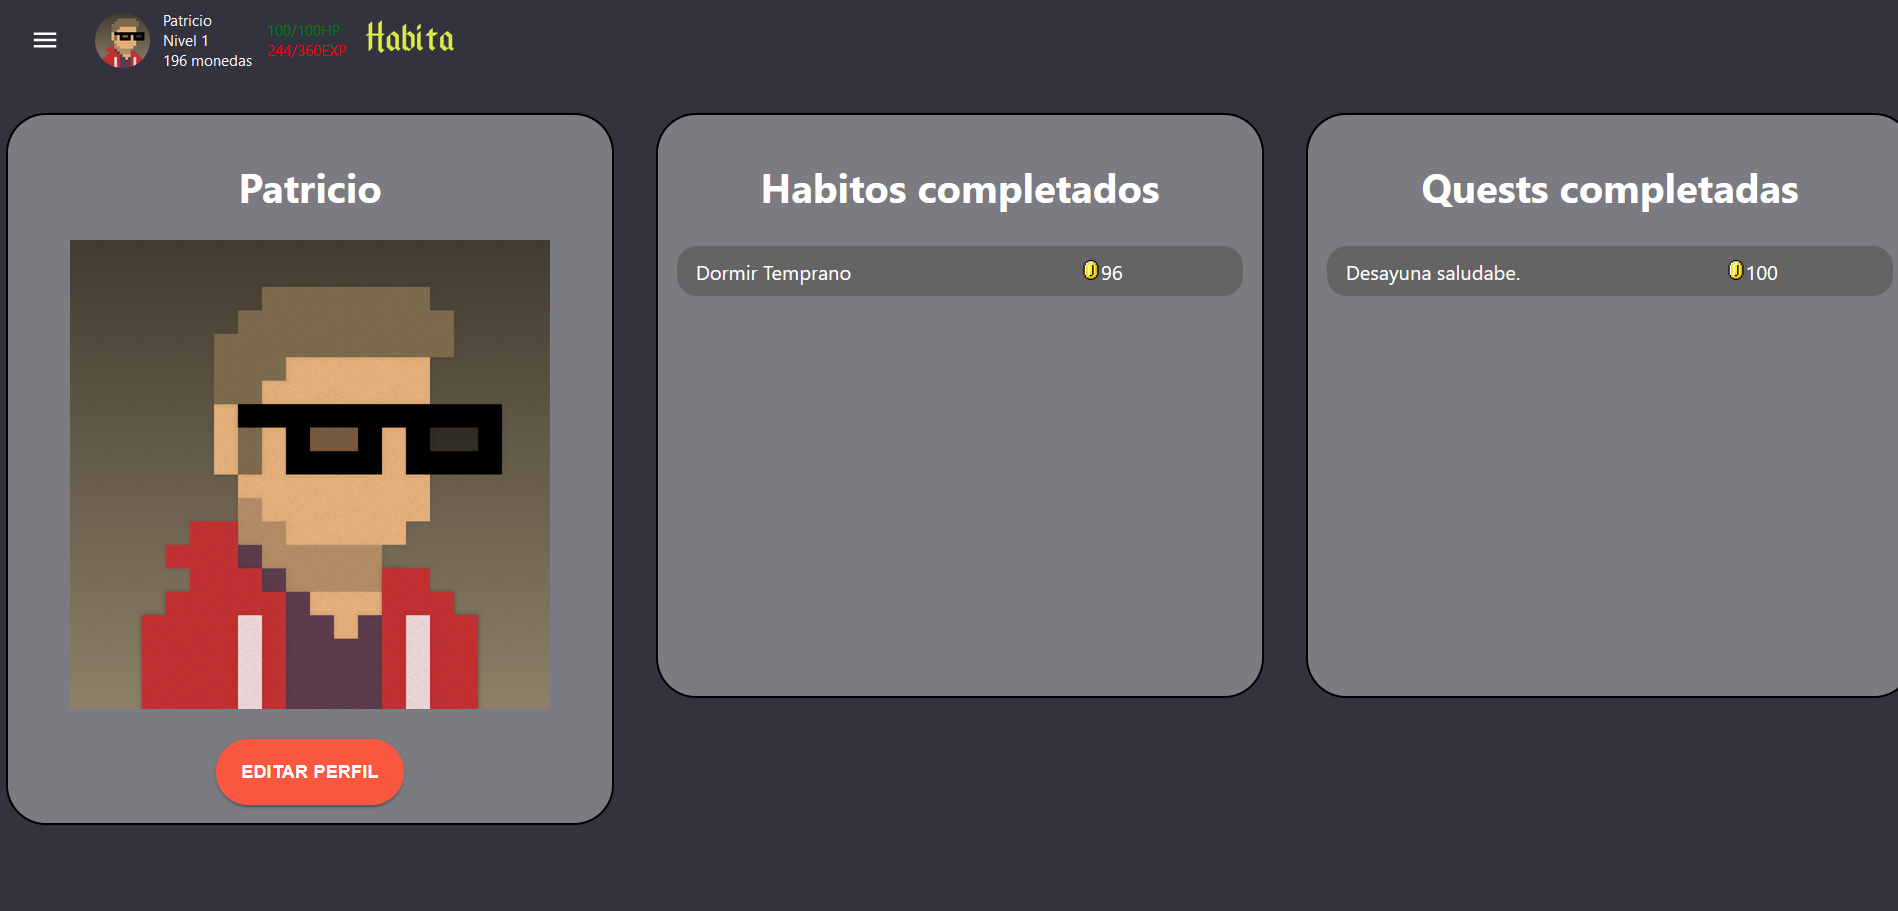 Patricio
Nivel 1
196 monedas
100/100HP
244/360EXP
Habita
Patricio
EDITAR PERFIL
Habitos completados
Dormir Temprano 96
Quests completadas
Desayuna saludabe. 100